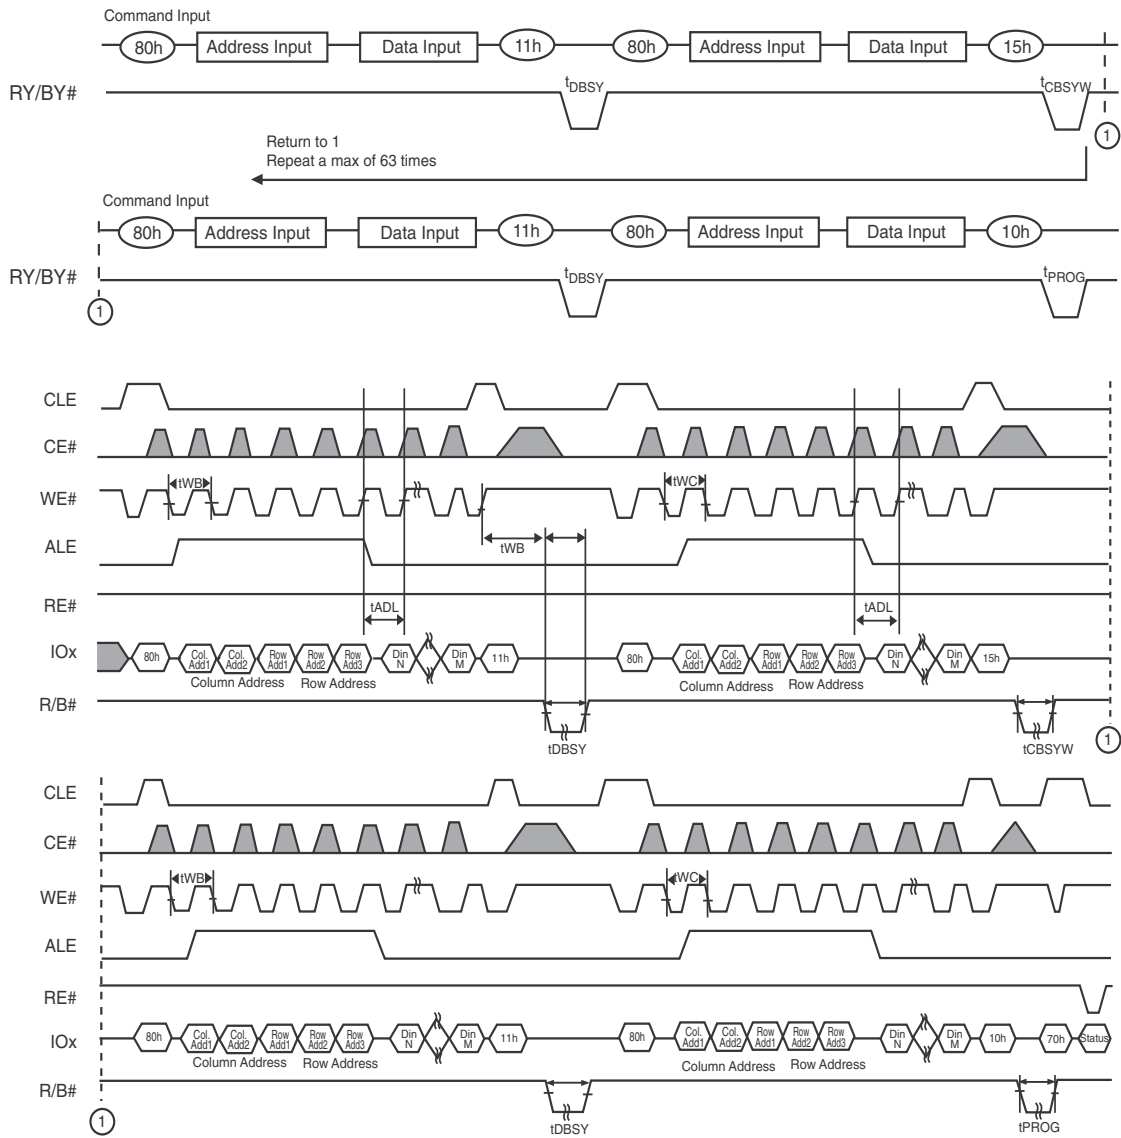 Command Input
80h Address Input Data Input 11h 80h Address Input Data Input 15h
RY/BY# tDBSY tCBSYW
1
Return to 1
Repeat a max of 63 times
Command Input
80h Address Input Data Input 11h 80h Address Input Data Input 10h
RY/BY# tDBSY tPROG
1
CLE
CE#
WE# tWB tWC
ALE tWB
RE#
tADL tADL
IOx 80h Col. Add1 Col. Add2 Row Add1 Row Add2 Row Add3 Din N Din M 11h 80h Col. Add1 Col. Add2 Row Add1 Row Add2 Row Add3 Din N Din M 15h
Column Address Row Address Column Address Row Address
R/B#
tDBSY tCBSYW 1
CLE
CE#
WE# tWB tWC
ALE
RE#
IOx 80h Col. Add1 Col. Add2 Row Add1 Row Add2 Row Add3 Din N Din M 11h 80h Col. Add1 Col. Add2 Row Add1 Row Add2 Row Add3 Din N Din M 10h 70h Status
Column Address Row Address Column Address Row Address
R/B#
1 tDBSY tPROG